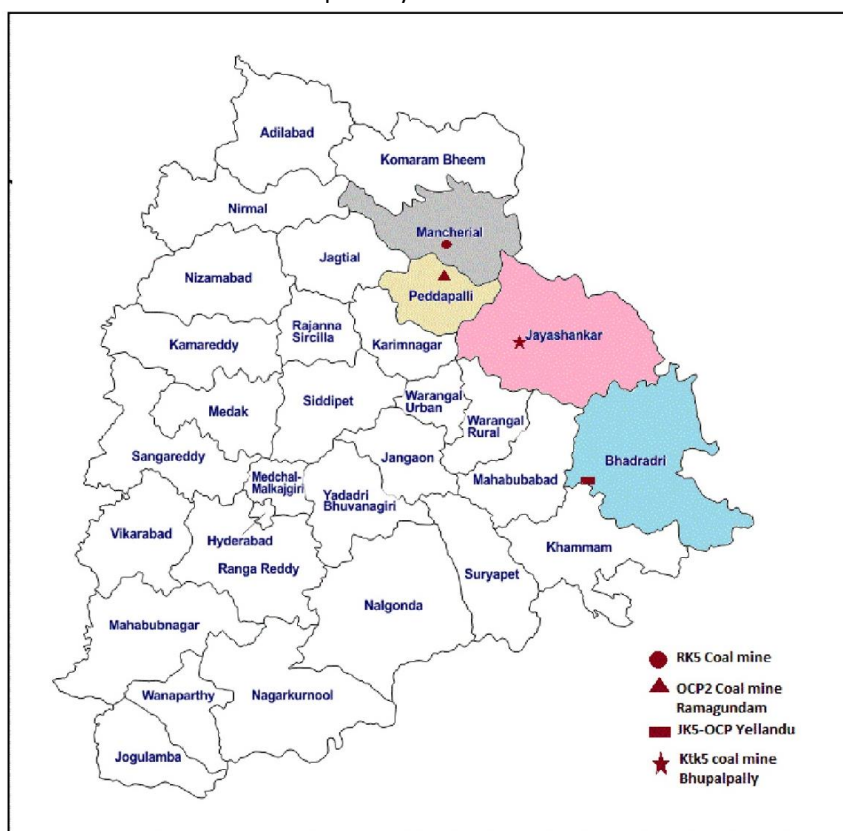 Adilabad
Komaram Bheem
Nirmal
Mancherial
Jagtial
Nizamabad
Peddapalli
Rajanna
Sircilla
Jayashankar
Kamareddy
Karimnagar
Siddipet
Warangal
Urban
Medak
Warangal
Rural
Sangareddy
Jangaon
Bhadradri
Medchal-
Malkajgiri
Mahabubabad
Yadadri
Bhuvanagiri
Vikarabad
Hyderabad
Khammam
Ranga Reddy
Suryapet
Nalgonda
Mahabubnagar
Wanaparthy
Nagarkurnool
Jogulamba
RK5 Coal mine
OCP2 Coal mine
Ramagundam
JK5-OCP Yellandu
Ktk5 coal mine
Bhupalpally